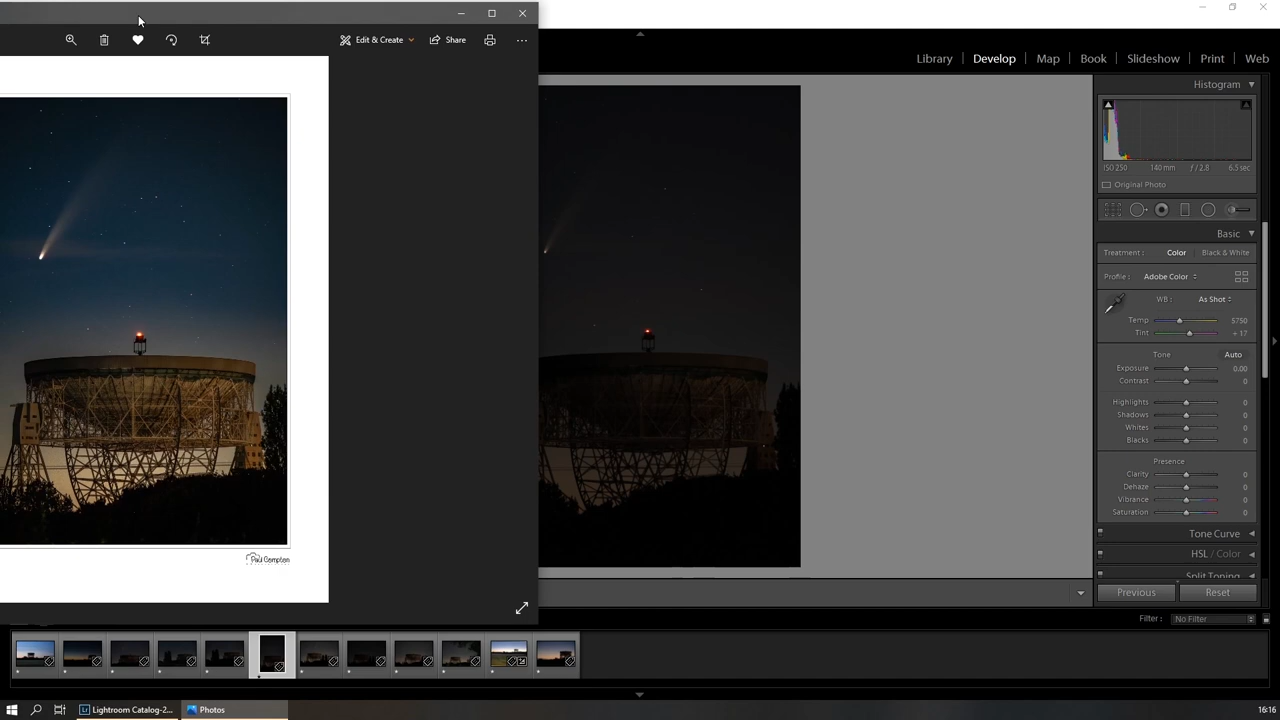 Edit & Create
Share
Paul Compton
Library | Develop | Map | Book | Slideshow | Print | Web
Histogram
ISO 250 140 mm f / 2.8 6.5 sec
Original Photo
Basic
Treatment : Color Black & White
Profile : Adobe Color
WB : As Shot
Temp 5750
Tint + 17
Tone Auto
Exposure 0.00
Contrast 0
Highlights 0
Shadows 0
Whites 0
Blacks 0
Presence
Clarity 0
Dehaze 0
Vibrance 0
Saturation 0
Tone Curve
HSL / Color
Split Toning
Previous Reset
Filter : No Filter
Lightroom Catalog-2...
Photos
16:16